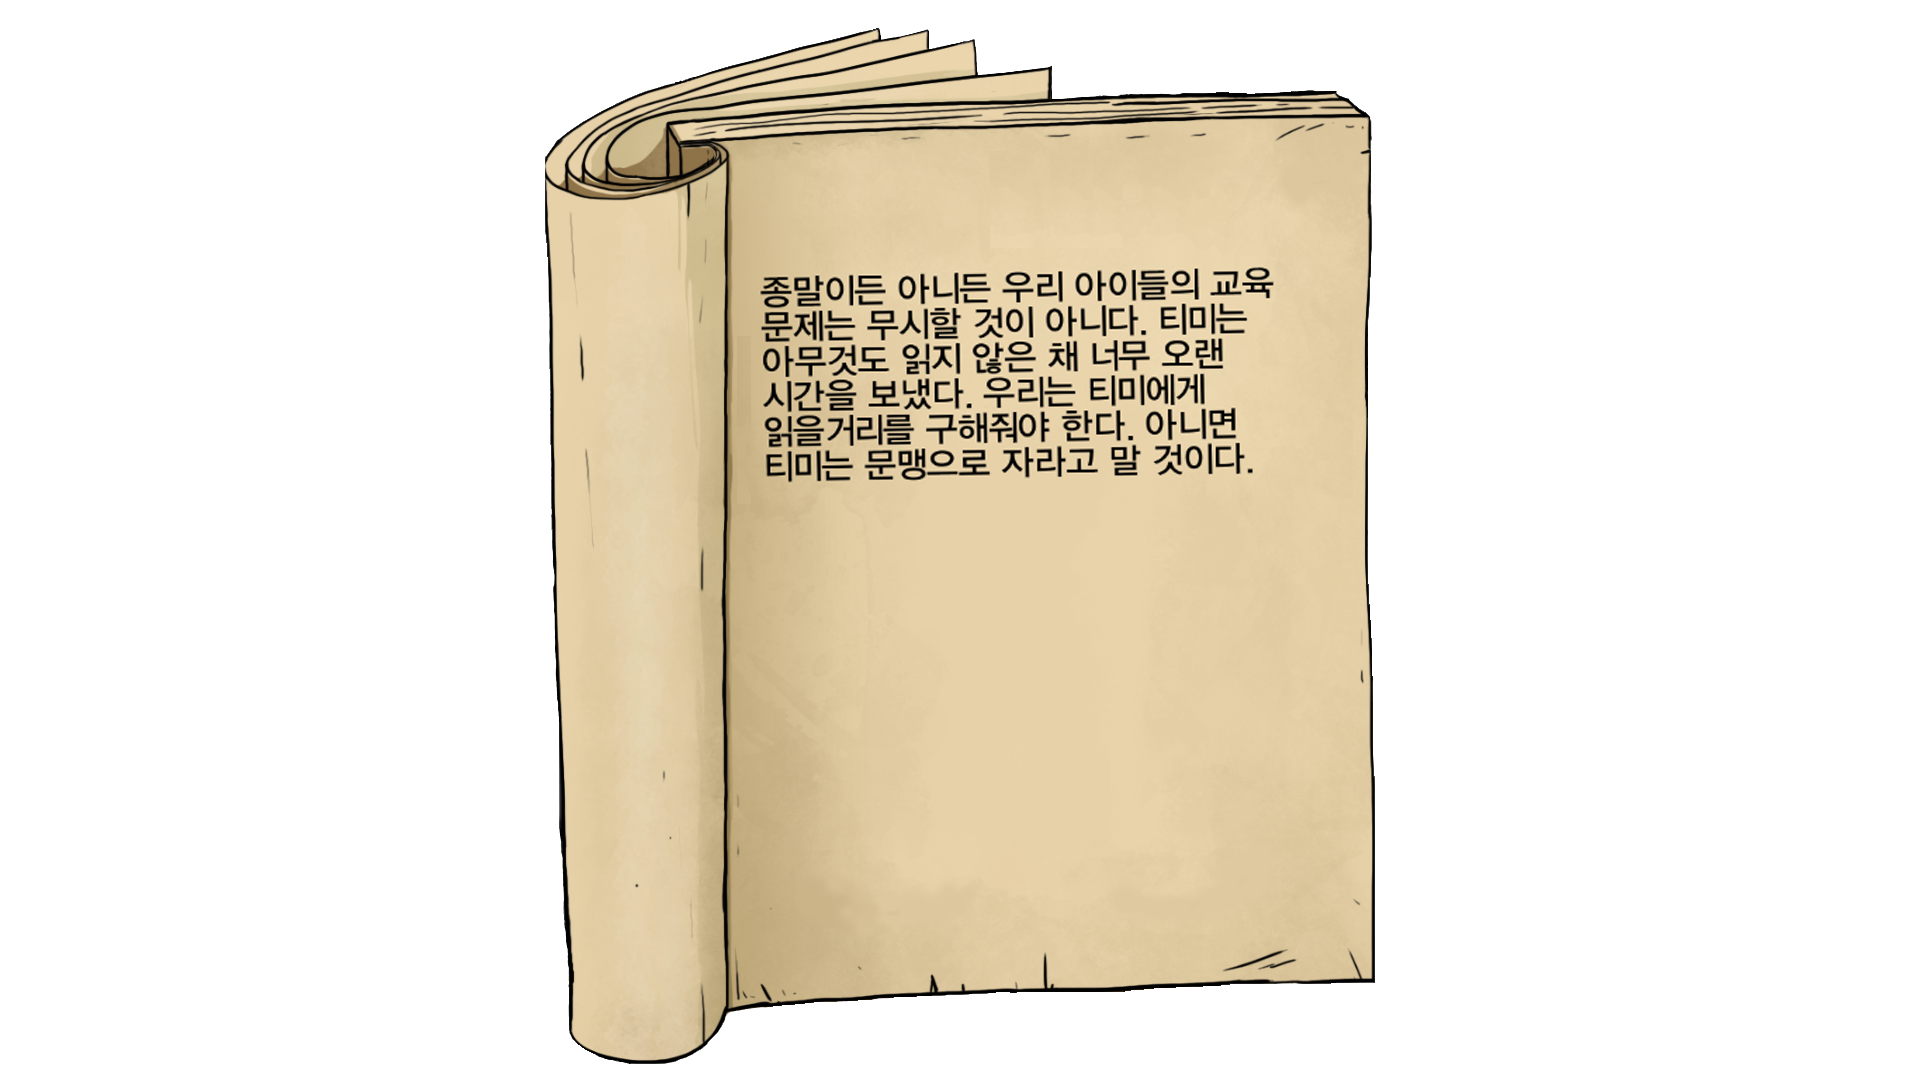 종말이든 아니든 우리 아이들의 교육
문제는 무시할 것이 아니다. 티미는
아무것도 읽지 않은 채 너무 오랜
시간을 보냈다. 우리는 티미에게
읽을거리를 구해줘야 한다. 아니면
티미는 문맹으로 자라고 말 것이다.